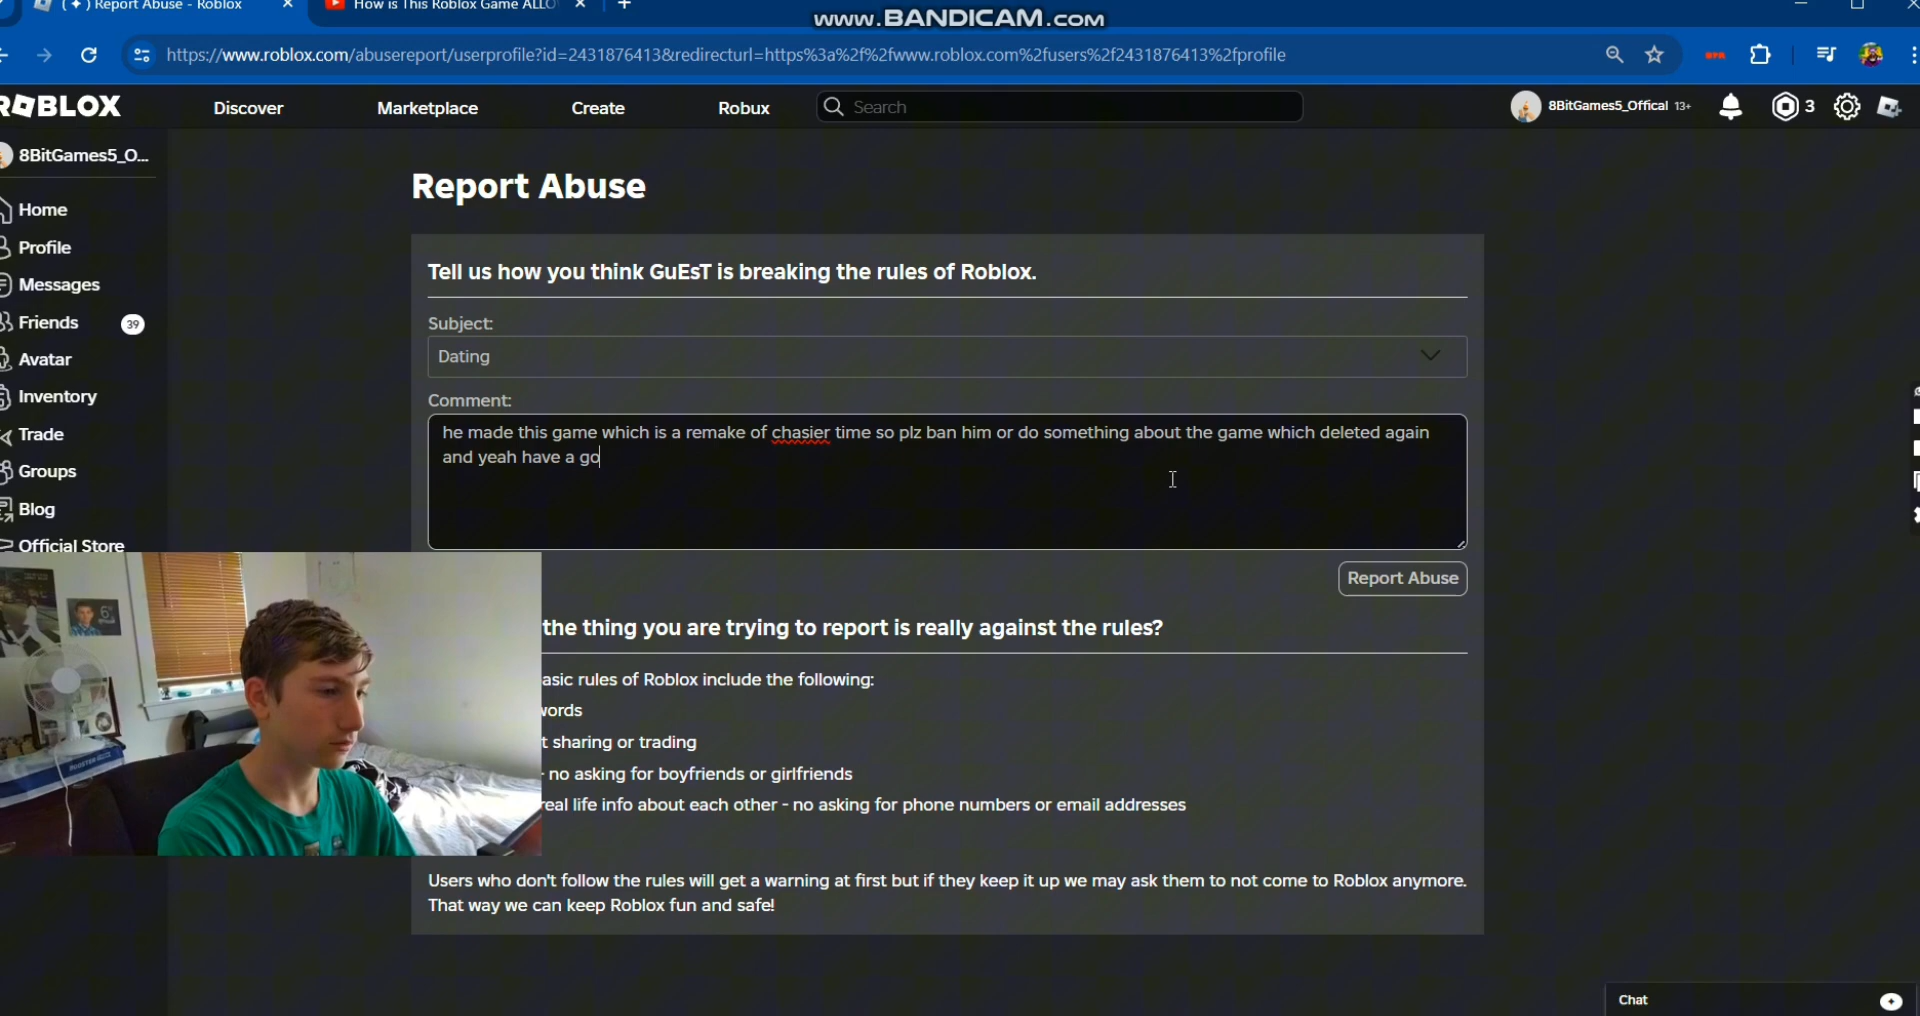 ( ✦ ) Report Abuse - Roblox
How is This Roblox Game ALLO
www.BANDICAM.com
https://www.roblox.com/abusereport/userprofile?id=2431876413&redirecturl=https%3a%2f%2fwww.roblox.com%2fusers%2f2431876413%2fprofile
ROBLOX
Discover
Marketplace
Create
Robux
Search
8BitGames5_Offical 13+
3
8BitGames5_O...
Home
Profile
Messages
Friends
39
Avatar
Inventory
Trade
Groups
Blog
Official Store
Report Abuse
Tell us how you think GuEsT is breaking the rules of Roblox.
Subject:
Dating
Comment:
he made this game which is a remake of chasier time so plz ban him or do something about the game which deleted again
and yeah have a go
Report Abuse
the thing you are trying to report is really against the rules?
asic rules of Roblox include the following:
words
t sharing or trading
- no asking for boyfriends or girlfriends
real life info about each other - no asking for phone numbers or email addresses
Users who don't follow the rules will get a warning at first but if they keep it up we may ask them to not come to Roblox anymore.
That way we can keep Roblox fun and safe!
Chat